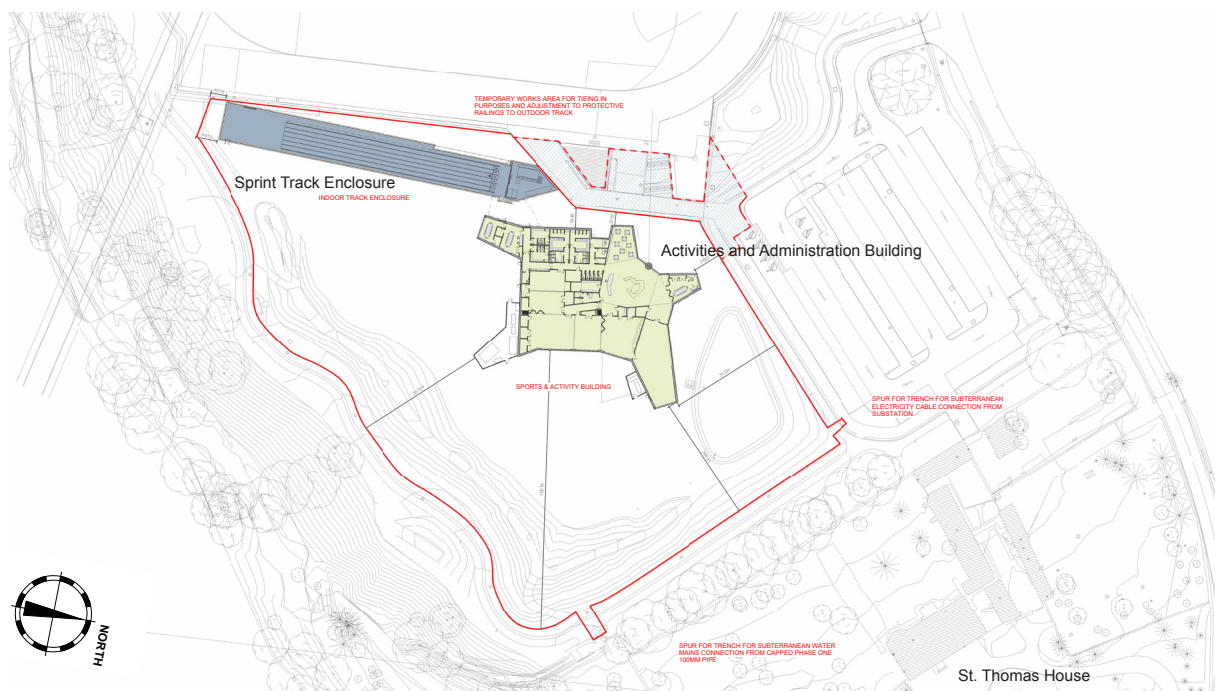 TEMPORARY WORKS AREA FOR TIEING IN
PURPOSES AND ADJUSTMENT TO PROTECTIVE
RAILINGS TO OUTDOOR TRACK
Sprint Track Enclosure
INDOOR TRACK ENCLOSURE
Activities and Administration Building
SPORTS & ACTIVITY BUILDING
SPUR FOR TRENCH FOR SUBTERRANEAN
ELECTRICITY CABLE CONNECTION FROM
SUBSTATION
NORTH
SPUR FOR TRENCH FOR SUBTERRANEAN WATER
MAINS CONNECTION FROM CAPPED PHASE ONE
100MM PIPE
St. Thomas House